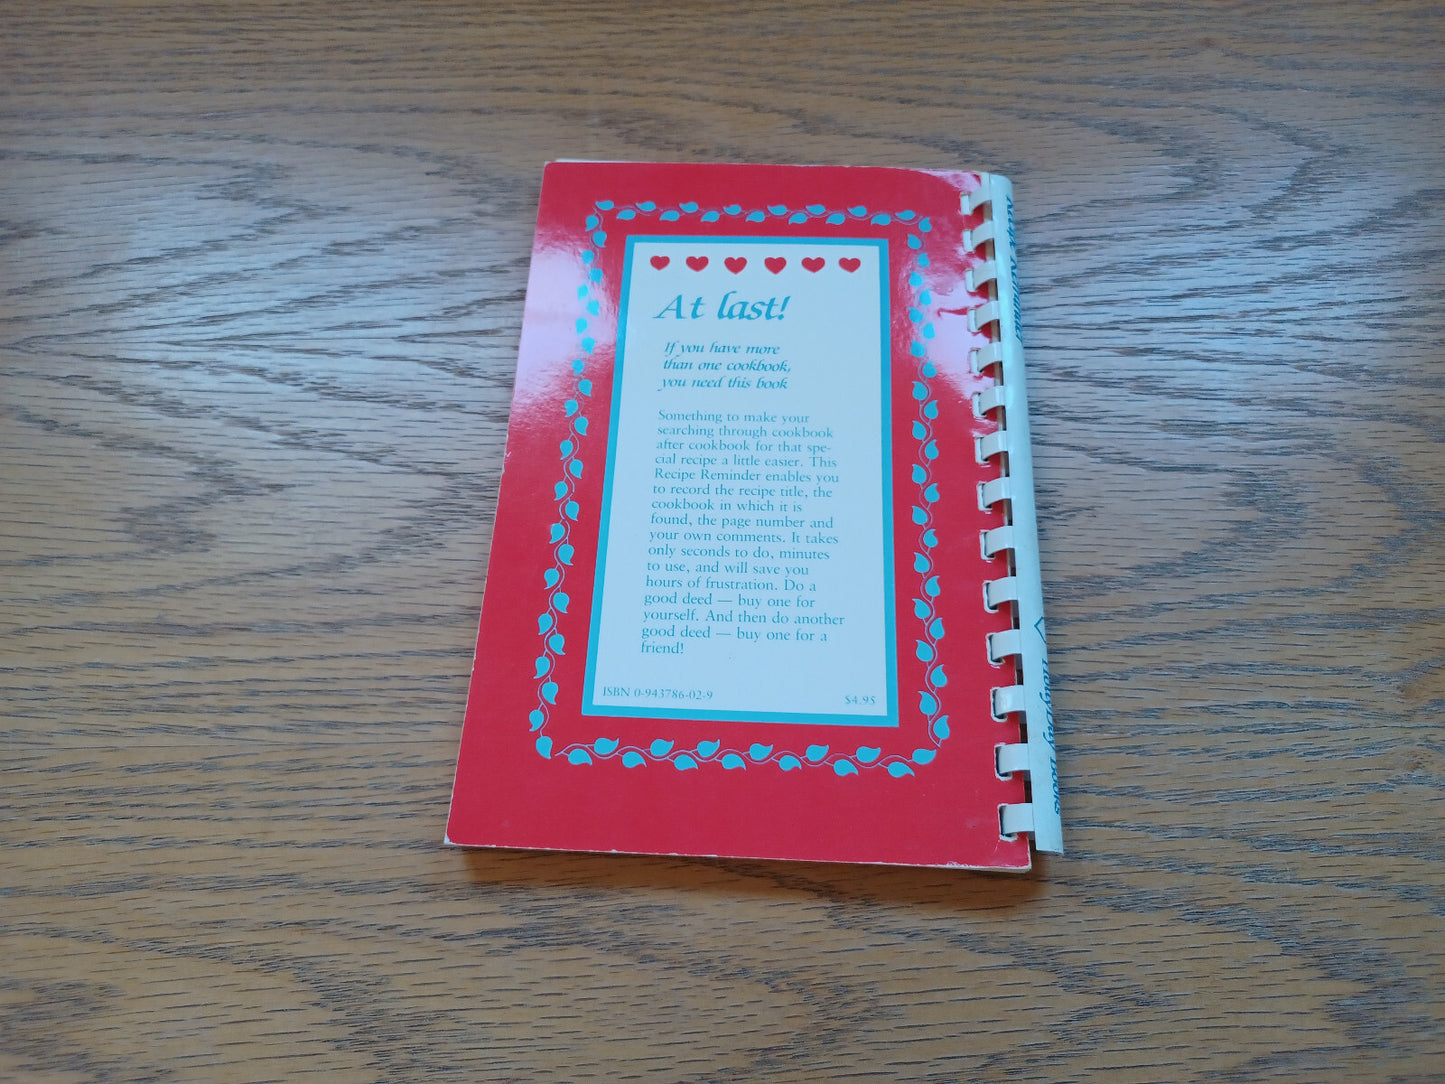 At last!
If you have more
than one cookbook,
you need this book
Something to make your
searching through cookbook
after cookbook for that spe-
cial recipe a little easier. This
Recipe Reminder enables you
to record the recipe title, the
cookbook in which it is
found, the page number and
your own comments. It takes
only seconds to do, minutes
to use, and will save you
hours of frustration. Do a
good deed — buy one for
yourself. And then do another
good deed — buy one for a
friend!
ISBN 0-943786-02-9
$4.95
Recipe Reminder
Books